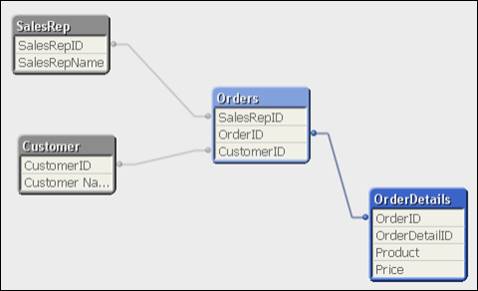 SalesRep
SalesRepID
SalesRepName
Orders
SalesRepID
OrderID
CustomerID
Customer
CustomerID
Customer Na...
OrderDetails
OrderID
OrderDetailID
Product
Price